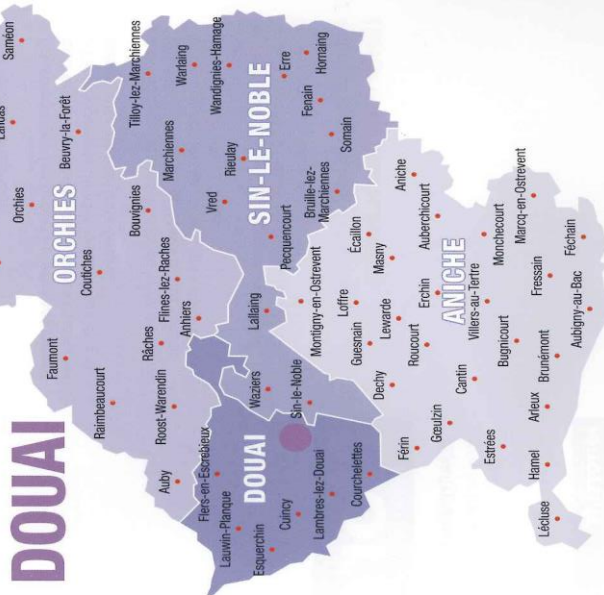 DOUAI
ORCHIES
Saméon
Landas
Beuvry-la-Forêt
Orchies
Bouvignies
Coutiches
Flines-lez-Raches
Anhiers
Râches
Faumont
Raimbeaucourt
Roost-Warendin
Auby
SIN-LE-NOBLE
Tilloy-lez-Marchiennes
Warlaing
Wandignies-Hamage
Marchiennes
Erre
Hornaing
Fenain
Somain
Rieulay
Vred
Bruille-lez-
Marchiennes
Pecquencourt
Lallaing
Waziers
Sin-le-Noble
DOUAI
Flers-en-Escrebieux
Lauwin-Planque
Esquerchin
Cuincy
Lambres-lez-Douai
Courchelettes
ANICHE
Montigny-en-Ostrevent
Écaillon
Masny
Aniche
Auberchicourt
Loffre
Guesnain
Lewarde
Erchin
Roucourt
Dechy
Monchecourt
Marcq-en-Ostrevent
Villers-au-Tertre
Fressain
Féchain
Bugnicourt
Cantin
Férin
Gœulzin
Estrées
Brunémont
Aubigny-au-Bac
Arleux
Hamel
Lécluse